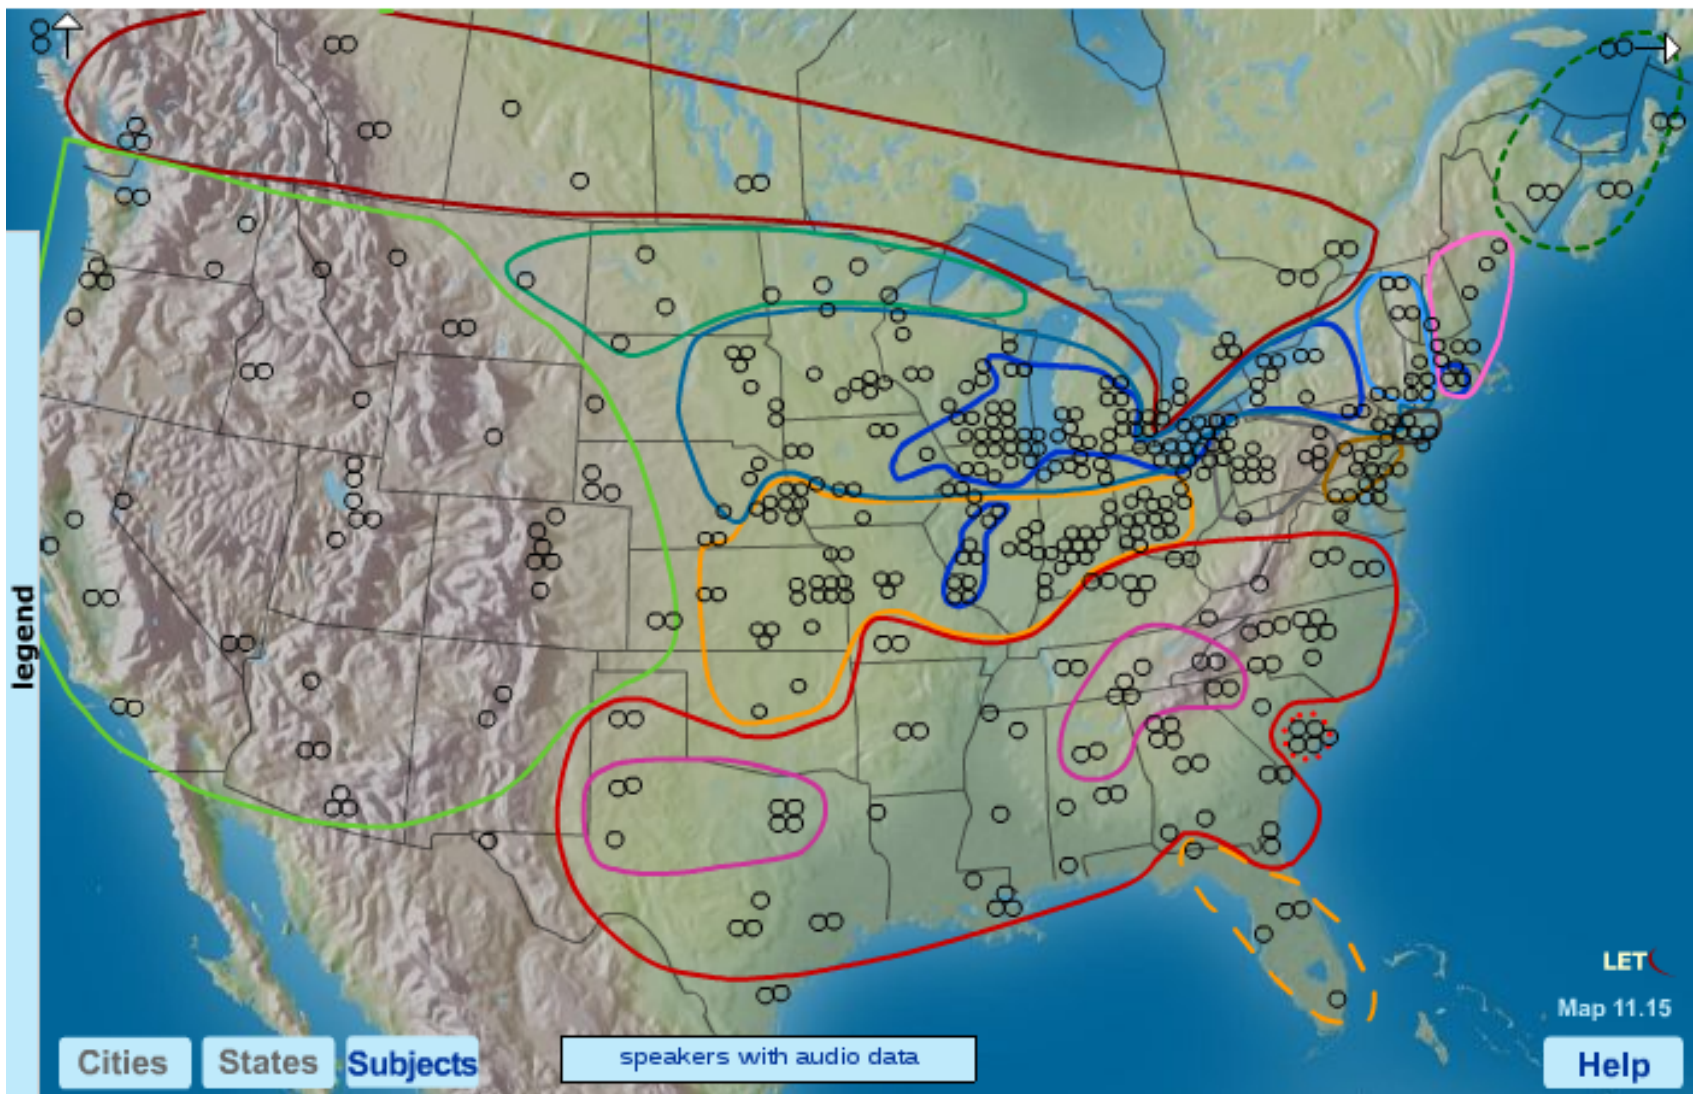 legend
LET
Map 11.15
Cities
States
Subjects
speakers with audio data
Help